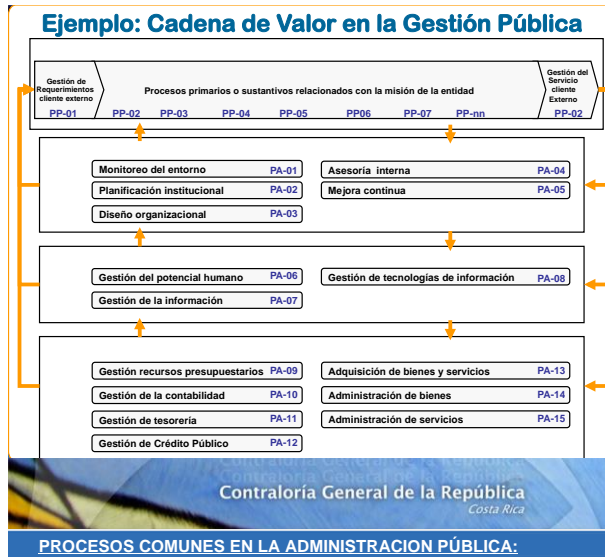 Ejemplo: Cadena de Valor en la Gestión Pública
Gestión de
Requerimientos
cliente externo
PP-01
Procesos primarios o sustantivos relacionados con la misión de la entidad
PP-02 PP-03 PP-04 PP-05 PP06 PP-07 PP-nn
Gestión del
Servicio
cliente
Externo
PP-02
Monitoreo del entorno PA-01
Planificación institucional PA-02
Diseño organizacional PA-03
Asesoría interna PA-04
Mejora continua PA-05
Gestión del potencial humano PA-06
Gestión de la información PA-07
Gestión de tecnologías de información PA-08
Gestión recursos presupuestarios PA-09
Gestión de la contabilidad PA-10
Gestión de tesorería PA-11
Gestión de Crédito Público PA-12
Adquisición de bienes y servicios PA-13
Administración de bienes PA-14
Administración de servicios PA-15
Contraloría General de la República
Costa Rica
PROCESOS COMUNES EN LA ADMINISTRACION PÚBLICA: